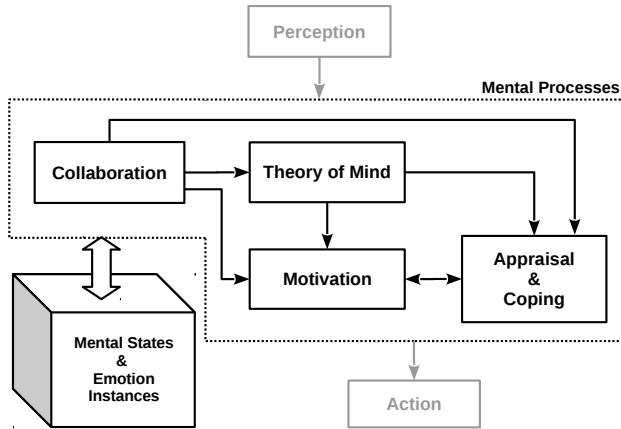 Perception
Mental Processes
Collaboration
Theory of Mind
Motivation
Appraisal
&
Coping
Mental States
&
Emotion
Instances
Action